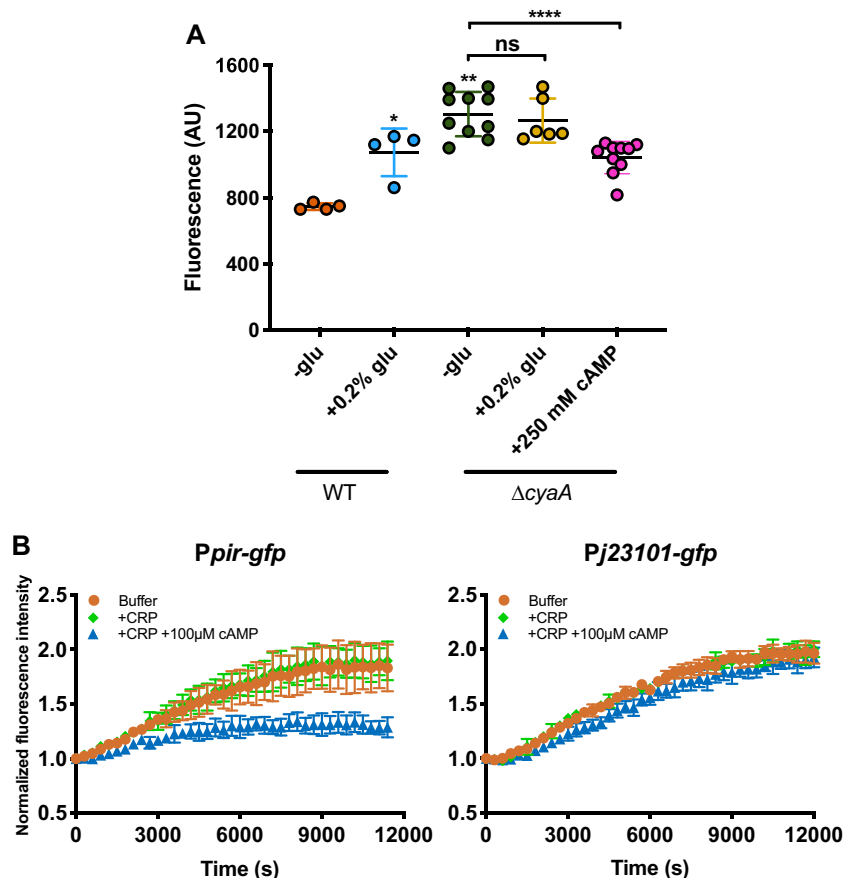 A
****
ns
**
*
Fluorescence (AU)
1600
1200
800
400
0
-glu
+0.2% glu
-glu
+0.2% glu
+250 mM cAMP
WT
ΔcyaA
B
Ppir-gfp
Normalized fluorescence intensity
2.5
2.0
1.5
1.0
0.5
Buffer
+CRP
+CRP +100μM cAMP
0 3000 6000 9000 12000
Time (s)
Pj23101-gfp
2.5
2.0
1.5
1.0
0.5
Buffer
+CRP
+CRP +100μM cAMP
0 3000 6000 9000 12000
Time (s)